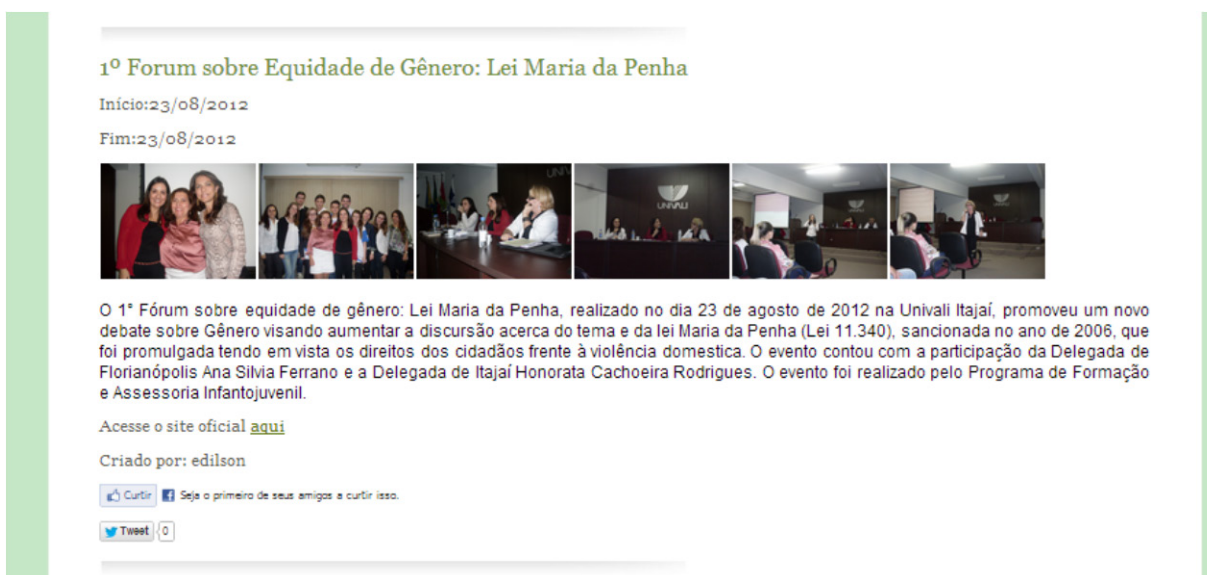 1º Forum sobre Equidade de Gênero: Lei Maria da Penha
Início:23/08/2012
Fim:23/08/2012
UNIVALI
UNIVALI
O 1° Fórum sobre equidade de gênero: Lei Maria da Penha, realizado no dia 23 de agosto de 2012 na Univali Itajaí, promoveu um novo
debate sobre Gênero visando aumentar a discursão acerca do tema e da lei Maria da Penha (Lei 11.340), sancionada no ano de 2006, que
foi promulgada tendo em vista os direitos dos cidadãos frente à violência domestica. O evento contou com a participação da Delegada de
Florianópolis Ana Silvia Ferrano e a Delegada de Itajaí Honorata Cachoeira Rodrigues. O evento foi realizado pelo Programa de Formação
e Assessoria Infantojuvenil.
Acesse o site oficial aqui
Criado por: edilson
Curtir Seja o primeiro de seus amigos a curtir isso.
Tweet 0